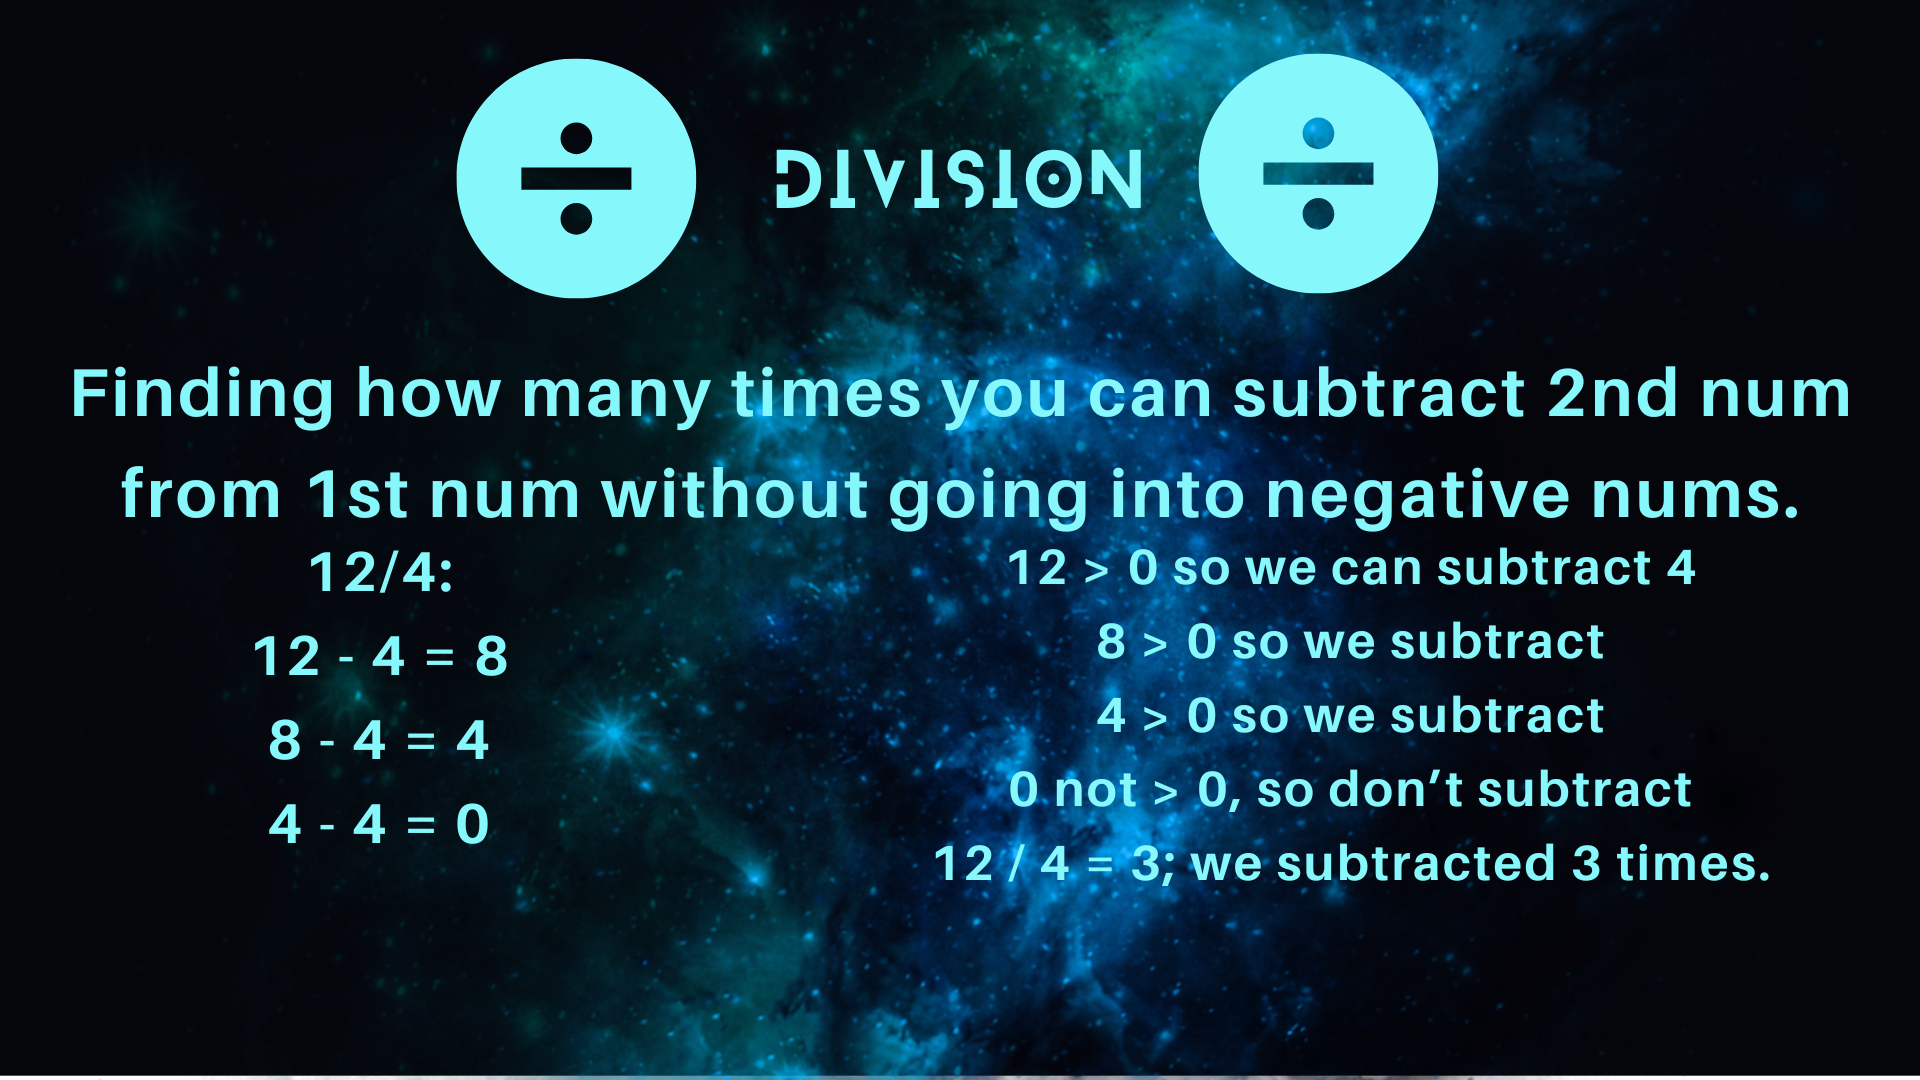 DIVISION
Finding how many times you can subtract 2nd num
from 1st num without going into negative nums.
12/4:
12 - 4 = 8
8 - 4 = 4
4 - 4 = 0
12 > 0 so we can subtract 4
8 > 0 so we subtract
4 > 0 so we subtract
0 not > 0, so don’t subtract
12 / 4 = 3; we subtracted 3 times.